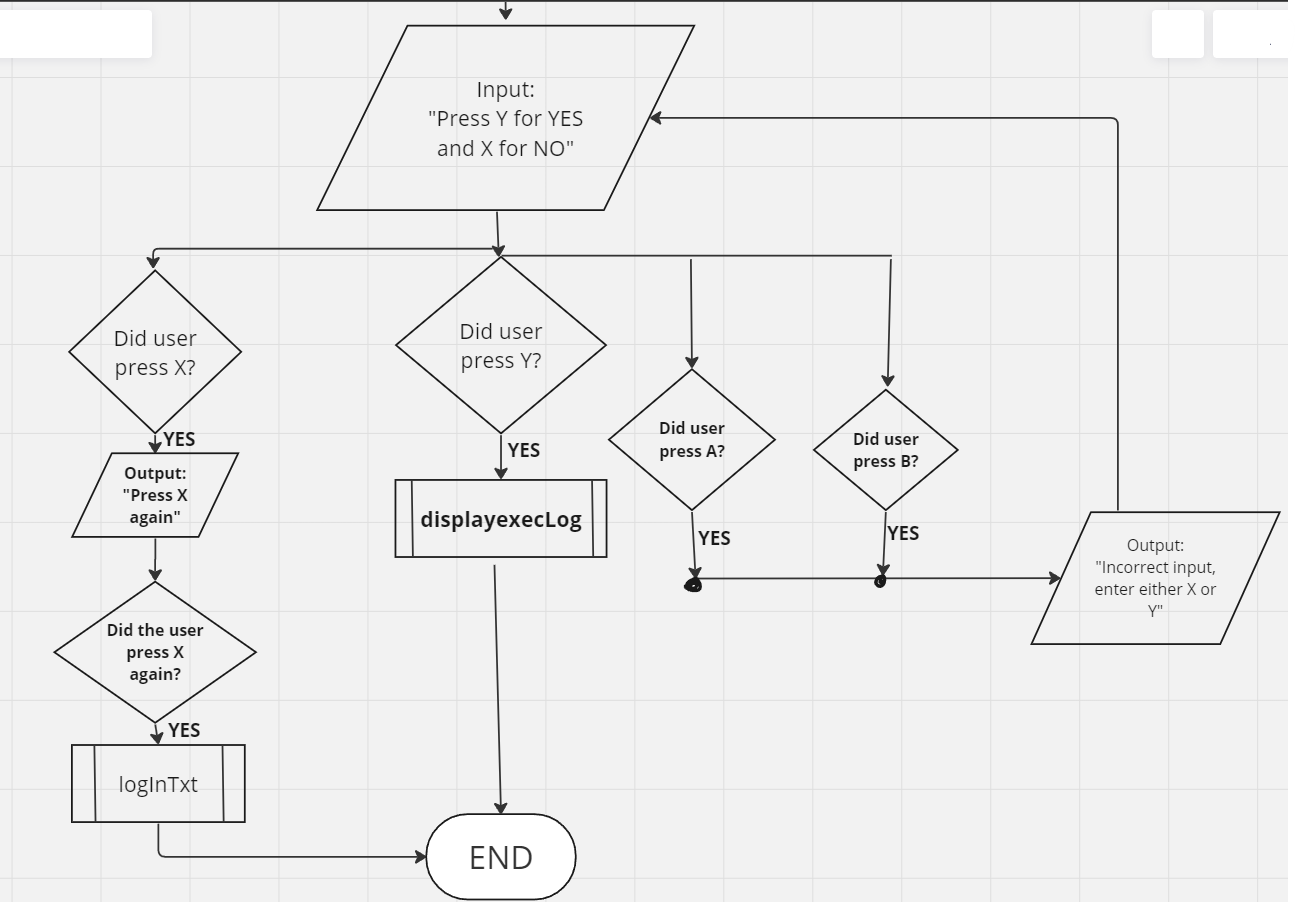 Input:
"Press Y for YES
and X for NO"
Did user
press X?
Did user
press Y?
Did user
press A?
Did user
press B?
YES
YES
YES
YES
Output:
"Press X
again"
displayexecLog
Output:
"Incorrect input,
enter either X or
Y"
Did the user
press X
again?
YES
logInTxt
END